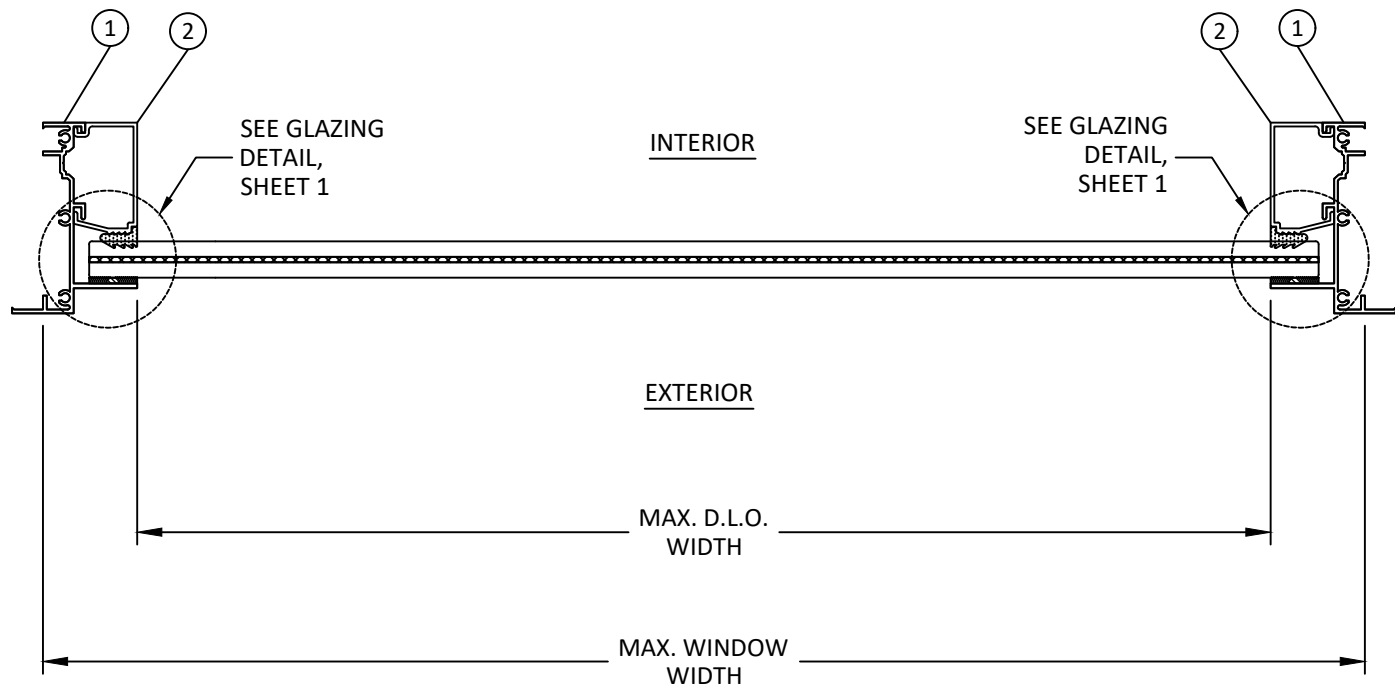 1
2
2
1
SEE GLAZING
DETAIL,
SHEET 1
INTERIOR
SEE GLAZING
DETAIL,
SHEET 1
EXTERIOR
MAX. D.L.O.
WIDTH
MAX. WINDOW
WIDTH